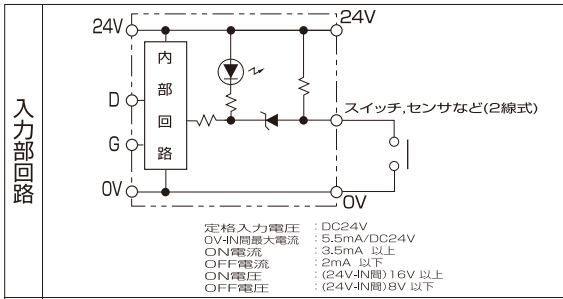 入力部回路
24V
24V
内部回路
D
スイッチ,センサなど(2線式)
G
0V
0V
定格入力電圧 : DC24V
0V-IN間最大電流 : 5.5mA/DC24V
ON電流 : 3.5mA 以上
OFF電流 : 2mA 以下
ON電圧 : (24V-IN間)16V 以上
OFF電圧 : (24V-IN間)8V 以下